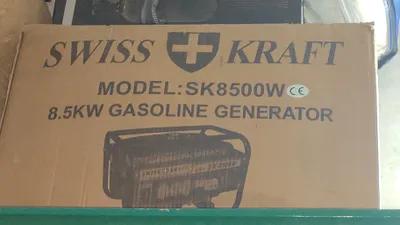 SWISS KRAFT
MODEL:SK8500W CE
8.5KW GASOLINE GENERATOR